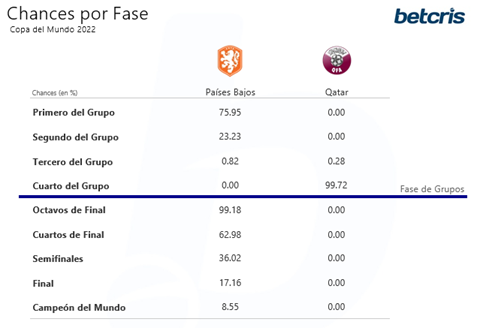 Chances por Fase
Copa del Mundo 2022
betcris
QFA
Chances (en %) Países Bajos Qatar
Primero del Grupo 75.95 0.00
Segundo del Grupo 23.23 0.00
Tercero del Grupo 0.82 0.28
Cuarto del Grupo 0.00 99.72
Fase de Grupos
Octavos de Final 99.18 0.00
Cuartos de Final 62.98 0.00
Semifinales 36.02 0.00
Final 17.16 0.00
Campeón del Mundo 8.55 0.00